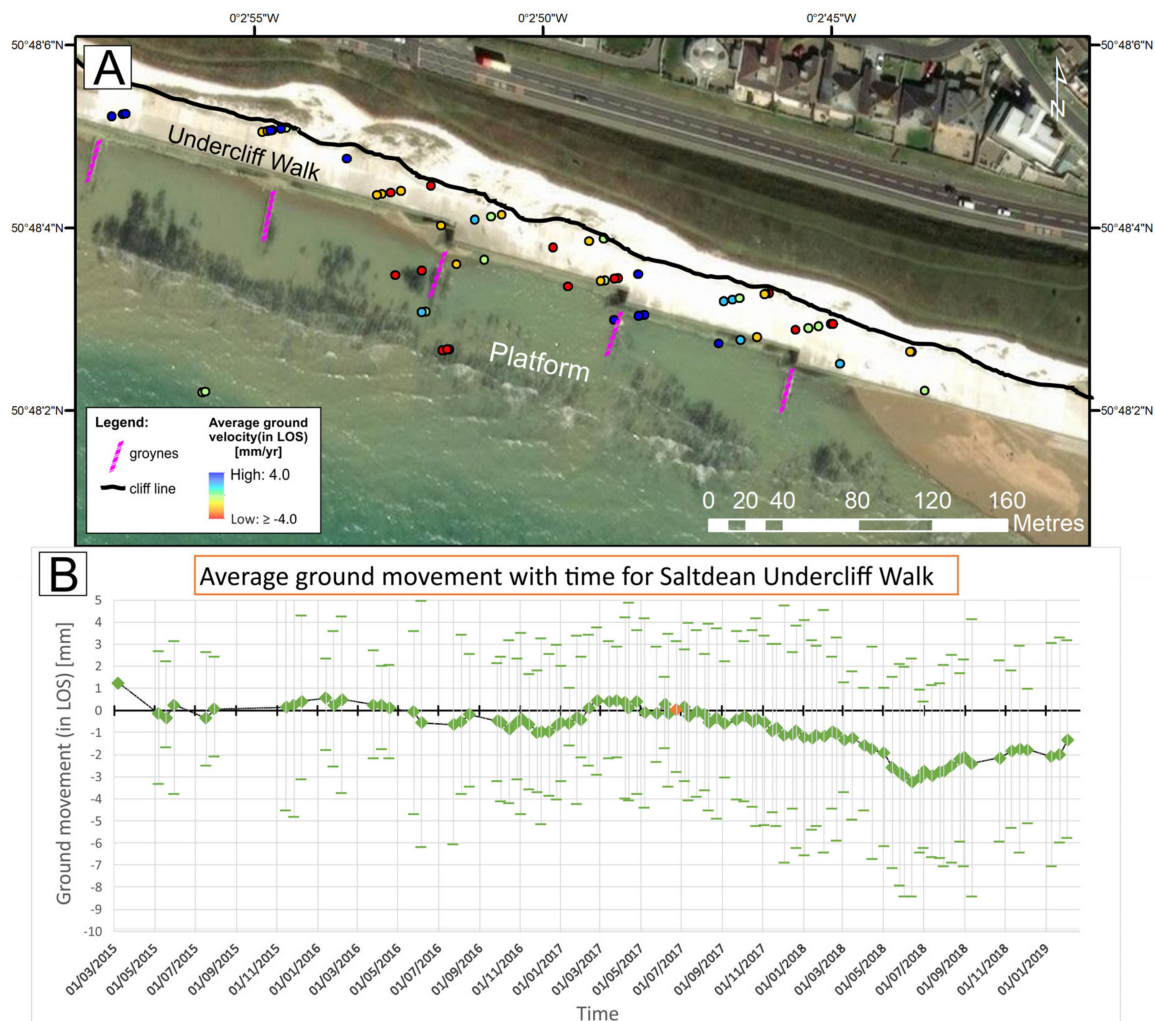 0°2'55"W 0°2'50"W 0°2'45"W
50°48'6"N 50°48'6"N
A
N
Undercliff Walk
50°48'4"N 50°48'4"N
Platform
50°48'2"N 50°48'2"N
Legend:
groynes
cliff line
Average ground
velocity(in LOS)
[mm/yr]
High: 4.0
Low: ≥ -4.0
0 20 40 80 120 160
Metres
B
Average ground movement with time for Saltdean Undercliff Walk
Ground movement (in LOS) [mm]
5
4
3
2
1
0
-1
-2
-3
-4
-5
-6
-7
-8
-9
-10
01/03/2015 01/05/2015 01/07/2015 01/09/2015 01/11/2015 01/01/2016 01/03/2016 01/05/2016 01/07/2016 01/09/2016 01/11/2016 01/01/2017 01/03/2017 01/05/2017 01/07/2017 01/09/2017 01/11/2017 01/01/2018 01/03/2018 01/05/2018 01/07/2018 01/09/2018 01/11/2018 01/01/2019
Time